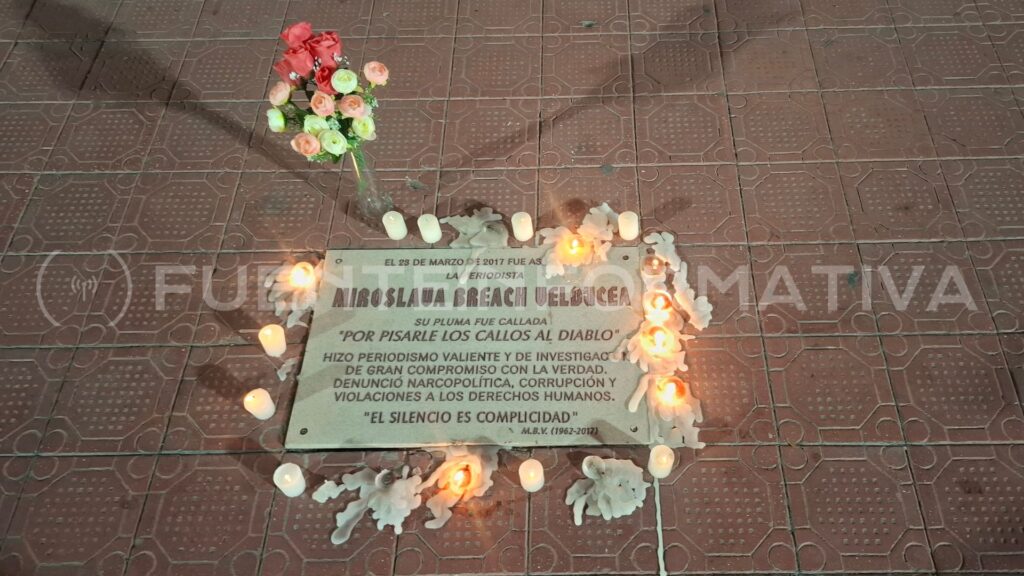 EL 23 DE MARZO DE 2017 FUE AS
LA PERIODISTA
MIROSLAVA BREACH VELDUCEA
SU PLUMA FUE CALLADA
"POR PISARLE LOS CALLOS AL DIABLO"
HIZO PERIODISMO VALIENTE Y DE INVESTIGAC
DE GRAN COMPROMISO CON LA VERDAD.
DENUNCIÓ NARCOPOLÍTICA, CORRUPCIÓN Y
VIOLACIONES A LOS DERECHOS HUMANOS.
"EL SILENCIO ES COMPLICIDAD"
M.B.V. (1962-2017)
FUENTE INFORMATIVA